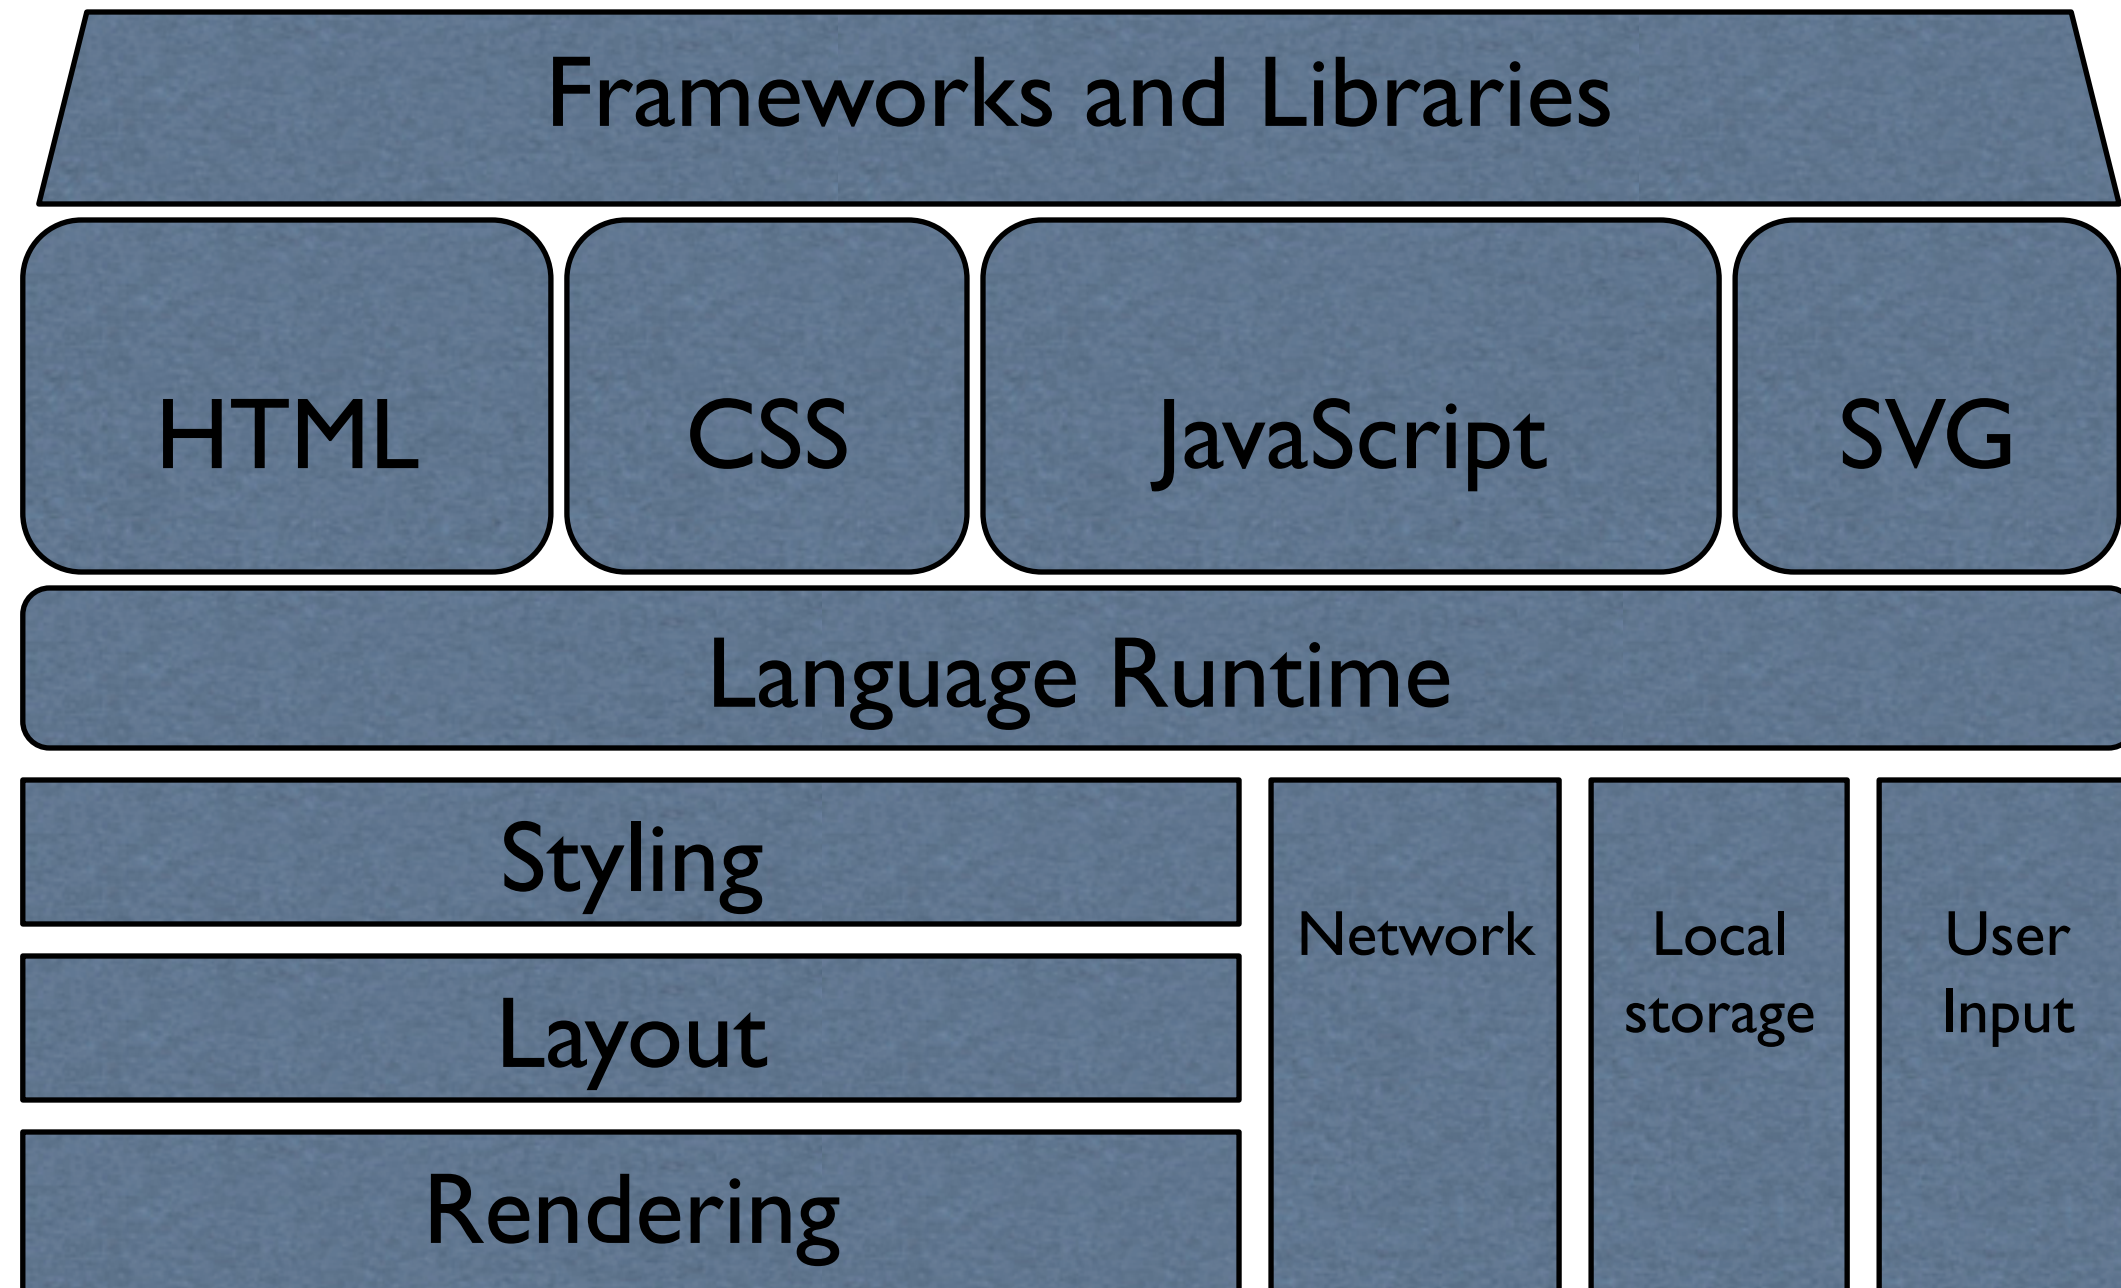 Frameworks and Libraries
HTML
CSS
JavaScript
SVG
Language Runtime
Styling
Layout
Rendering
Network
Local
storage
User
Input